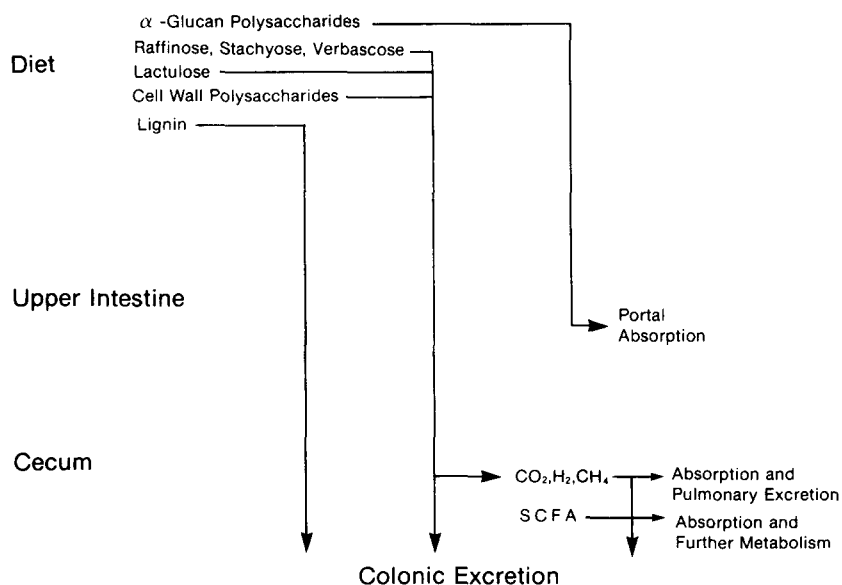 α -Glucan Polysaccharides
Raffinose, Stachyose, Verbascose
Diet
Lactulose
Cell Wall Polysaccharides
Lignin
Upper Intestine
Portal
Absorption
Cecum
CO₂,H₂,CH₄
Absorption and
Pulmonary Excretion
SCFA
Absorption and
Further Metabolism
Colonic Excretion